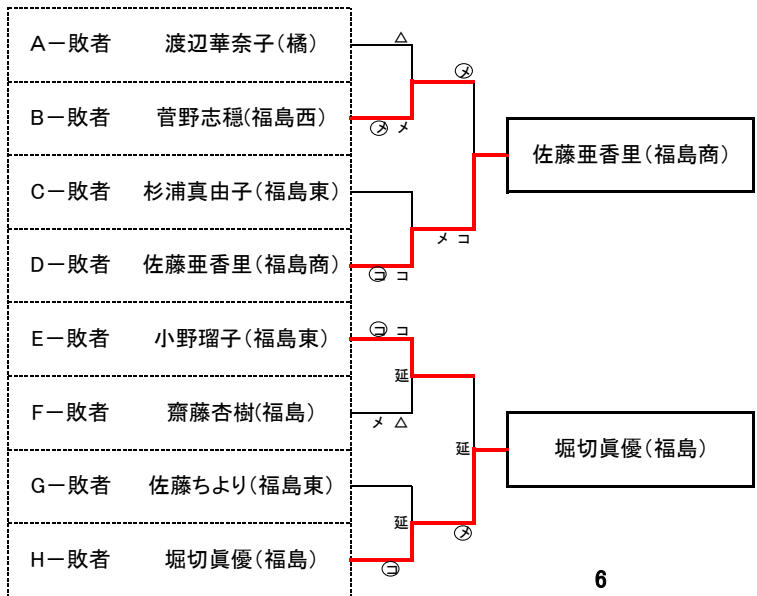 A－敗者 渡辺華奈子（橘）
△
㋱
B－敗者 菅野志穏(福島西)
㋱ メ
佐藤亜香里（福島商）
C－敗者 杉浦真由子（福島東）
メ コ
D－敗者 佐藤亜香里（福島商）
㋙ コ
㋙ コ
E－敗者 小野瑠子（福島東）
延
F－敗者 齋藤杏樹(福島)
メ △
延
堀切眞優（福島）
G－敗者 佐藤ちより（福島東）
延
㋱
H－敗者 堀切眞優（福島）
㋙
6